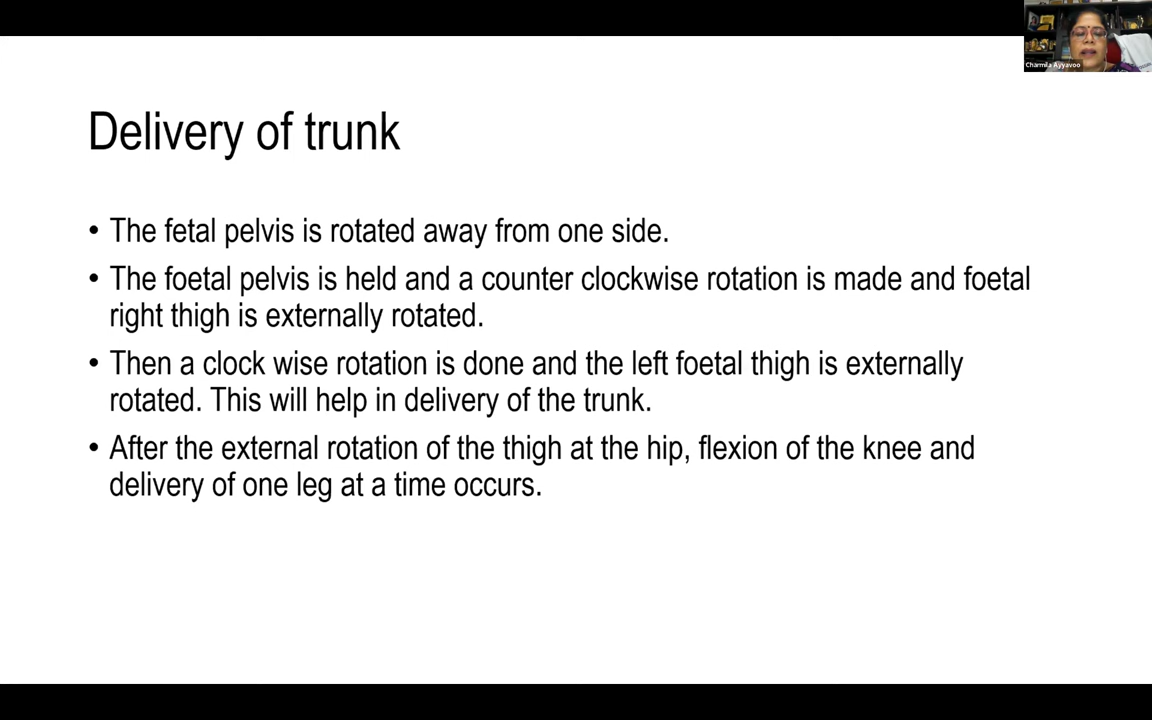 Charmila Ayyavoo
Delivery of trunk
• The fetal pelvis is rotated away from one side.
• The foetal pelvis is held and a counter clockwise rotation is made and foetal
right thigh is externally rotated.
• Then a clock wise rotation is done and the left foetal thigh is externally
rotated. This will help in delivery of the trunk.
• After the external rotation of the thigh at the hip, flexion of the knee and
delivery of one leg at a time occurs.